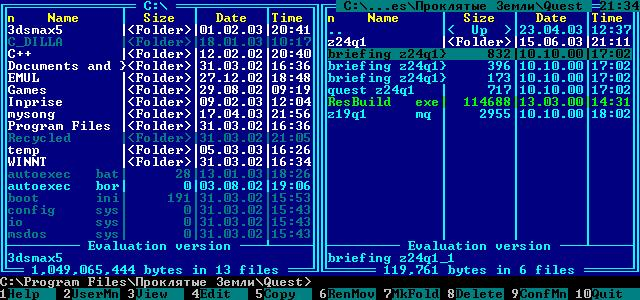 C:\
n Name Size Date Time
3dsmax5 <Folder> 01.02.03 20:41
C_DILLA <Folder> 18.01.03 10:17
c++ <Folder> 12.02.02 20:40
Documents and > <Folder> 31.03.02 16:36
EMUL <Folder> 27.12.02 18:48
Games <Folder> 29.08.02 09:19
Inprise <Folder> 09.02.03 12:04
mysong <Folder> 17.04.03 21:56
Program Files <Folder> 31.03.02 16:36
Recycled <Folder> 31.03.02 21:05
temp <Folder> 05.03.03 16:26
WINNT <Folder> 31.03.02 16:34
autoexec bat 28 13.01.03 18:26
autoexec bor 0 03.08.02 19:06
boot ini 191 31.03.02 15:53
config sys 0 31.03.02 15:43
io sys 0 31.03.02 15:43
msdos sys 0 31.03.02 15:43
Evaluation version
3dsmax5
1,049,065,444 bytes in 13 files
C:\...es\Проклятые Земли\Quest 21:34
n Name Size Date Time
.. < Up > 23.04.03 12:37
z24q1 <Folder> 15.06.03 21:11
briefing z24q1> 832 10.10.00 17:02
briefing z24q1> 396 10.10.00 17:02
briefing z24q1> 173 10.10.00 17:02
quest z24q1 717 10.10.00 17:02
ResBuild exe 114688 13.03.00 14:31
z19q1 mq 2955 10.10.00 18:02
Evaluation version
briefing z24q1_1
119,761 bytes in 6 files
C:\Program Files\Проклятые Земли\Quest>
1Help 2UserMn 3View 4Edit 5Copy 6RenMov 7MkFold 8Delete 9ConfMn 10Quit